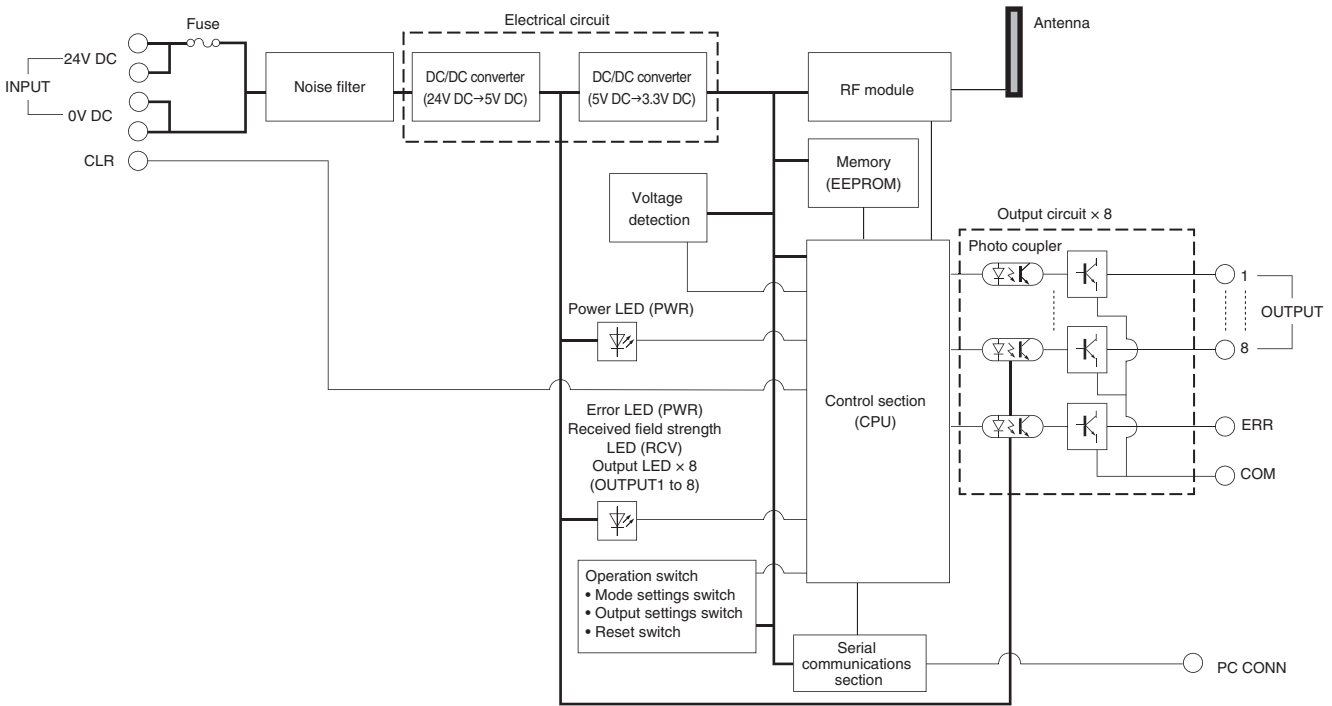 Electrical circuit
Fuse
Antenna
24V DC
INPUT
0V DC
CLR
Noise filter
DC/DC converter
(24V DC→5V DC)
DC/DC converter
(5V DC→3.3V DC)
RF module
Memory
(EEPROM)
Voltage
detection
Output circuit × 8
Photo coupler
1
OUTPUT
8
Power LED (PWR)
Control section
(CPU)
Error LED (PWR)
Received field strength
LED (RCV)
Output LED × 8
(OUTPUT1 to 8)
ERR
COM
Operation switch
• Mode settings switch
• Output settings switch
• Reset switch
Serial
communications
section
PC CONN